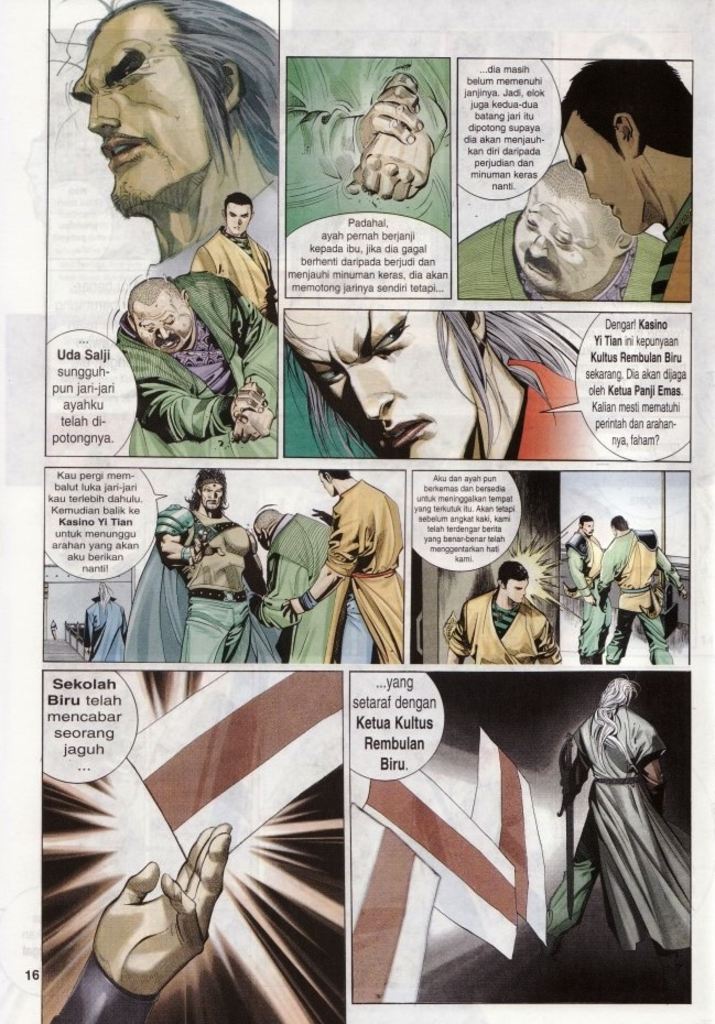 ...
Uda Salji
sungguh-
pun jari-jari
ayahku
telah di-
potongnya.
Padahal,
ayah pernah berjanji
kepada ibu, jika dia gagal
berhenti daripada berjudi dan
menjauhi minuman keras, dia akan
memotong jarinya sendiri tetapi...
...dia masih
belum memenuhi
janjinya. Jadi, elok
juga kedua-dua
batang jari itu
dipotong supaya
dia menjauhkan
diri daripada
perjudian dan
minuman keras
nanti.
Dengar! Kasino
Yi Tian ini kepunyaan
Kultus Rembulan Biru
sekarang. Dia akan dijaga
oleh Ketua Panji Emas.
Kalian mesti mematuhi
perintah dan arahan-
nya, faham?
Kau pergi mem-
balut luka jari-jari
kau terlebih dahulu.
Kemudian balik ke
Kasino Yi Tian
untuk menunggu
arahan yang akan
aku berikan
nanti!
Aku dan ayah pun
berkemas dan bersedia
untuk meninggalkan tempat
yang terkutuk itu. Akan tetapi
sebelum angkat kaki, kami
telah terdengar berita
yang benar-benar telah
menggentarkan hati
kami.
Sekolah
Biru telah
mencabar
seorang
jaguh
...
...yang
setaraf dengan
Ketua Kultus
Rembulan
Biru.
16